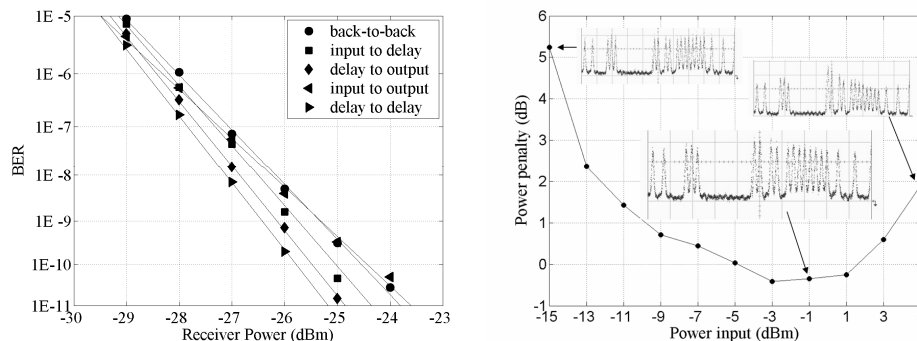 1E-5
1E-6
1E-7
1E-8
1E-9
1E-10
1E-11
BER
-30 -29 -28 -27 -26 -25 -24 -23
Receiver Power (dBm)
back-to-back
input to delay
delay to output
input to output
delay to delay
6
5
4
3
2
1
0
-1
Power penalty (dB)
-15 -13 -11 -9 -7 -5 -3 -1 1 3 5
Power input (dBm)